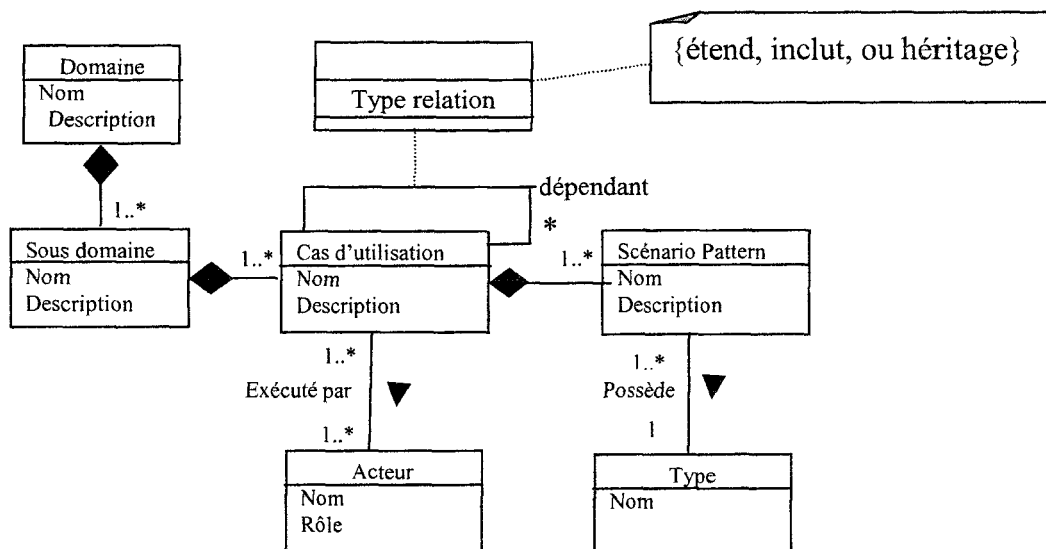 {étend, inclut, ou héritage}
Domaine
Nom
Description
Type relation
dépendant
1..*
*
Sous domaine
Nom
Description
1..*
Cas d'utilisation
Nom
Description
1..*
Scénario Pattern
Nom
Description
1..*
Exécuté par
1..*
1..*
Possède
1
Acteur
Nom
Rôle
Type
Nom